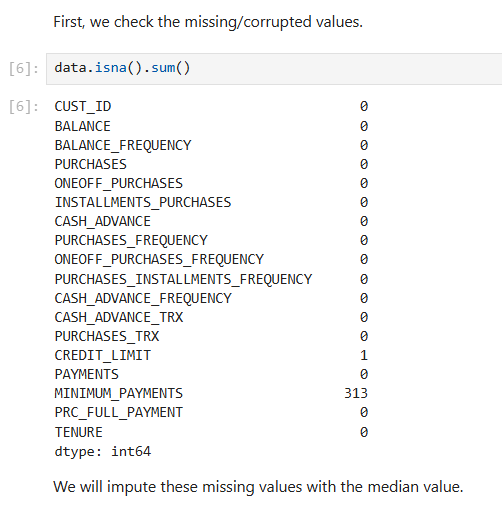 First, we check the missing/corrupted values.
[6]: data.isna().sum()
[6]: CUST_ID 0
BALANCE 0
BALANCE_FREQUENCY 0
PURCHASES 0
ONEOFF_PURCHASES 0
INSTALLMENTS_PURCHASES 0
CASH_ADVANCE 0
PURCHASES_FREQUENCY 0
ONEOFF_PURCHASES_FREQUENCY 0
PURCHASES_INSTALLMENTS_FREQUENCY 0
CASH_ADVANCE_FREQUENCY 0
CASH_ADVANCE_TRX 0
PURCHASES_TRX 0
CREDIT_LIMIT 1
PAYMENTS 0
MINIMUM_PAYMENTS 313
PRC_FULL_PAYMENT 0
TENURE 0
dtype: int64
We will impute these missing values with the median value.